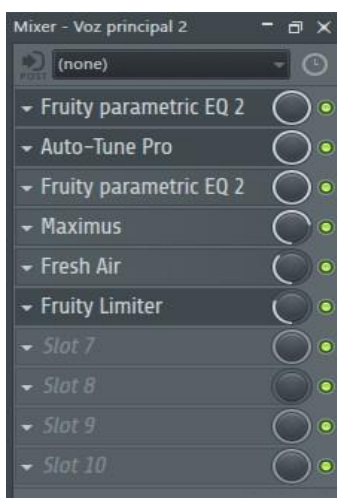 Mixer - Voz principal 2
(none)
POST
Fruity parametric EQ 2
Auto-Tune Pro
Fruity parametric EQ 2
Maximus
Fresh Air
Fruity Limiter
Slot 7
Slot 8
Slot 9
Slot 10